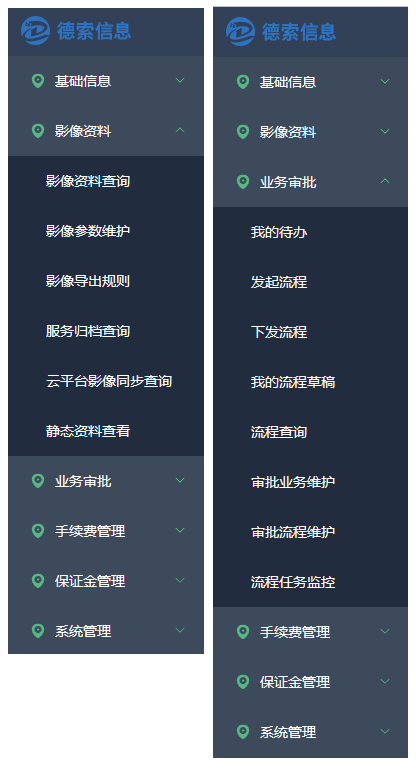 德索信息
基础信息
影像资料
影像资料查询
影像参数维护
影像导出规则
服务归档查询
云平台影像同步查询
静态资料查看
业务审批
手续费管理
保证金管理
系统管理
德索信息
基础信息
影像资料
业务审批
我的待办
发起流程
下发流程
我的流程草稿
流程查询
审批业务维护
审批流程维护
流程任务监控
手续费管理
保证金管理
系统管理